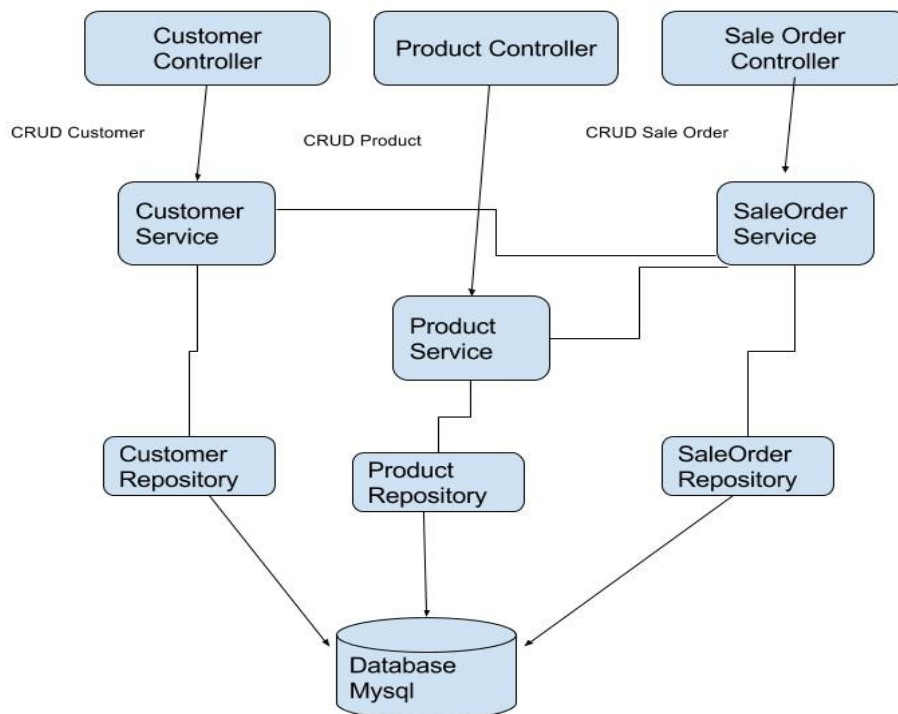 Customer
Controller
Product Controller
Sale Order
Controller
CRUD Customer
CRUD Product
CRUD Sale Order
Customer
Service
SaleOrder
Service
Product
Service
Customer
Repository
Product
Repository
SaleOrder
Repository
Database
Mysql